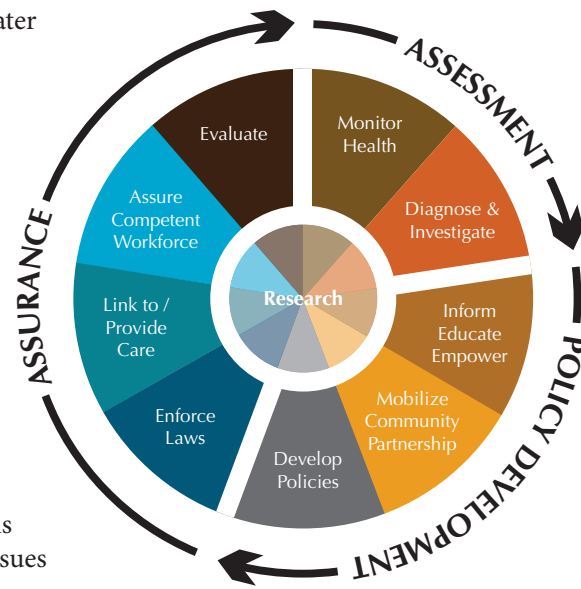 ater
ASSESSMENT
Evaluate
Monitor
Health
Assure
Competent
Workforce
Diagnose &
Investigate
ASSURANCE
Link to /
Provide
Care
Research
Inform
Educate
Empower
POLICY DEVELOPMENT
Enforce
Laws
Mobilize
Community
Partnership
Develop
Policies
s
sues